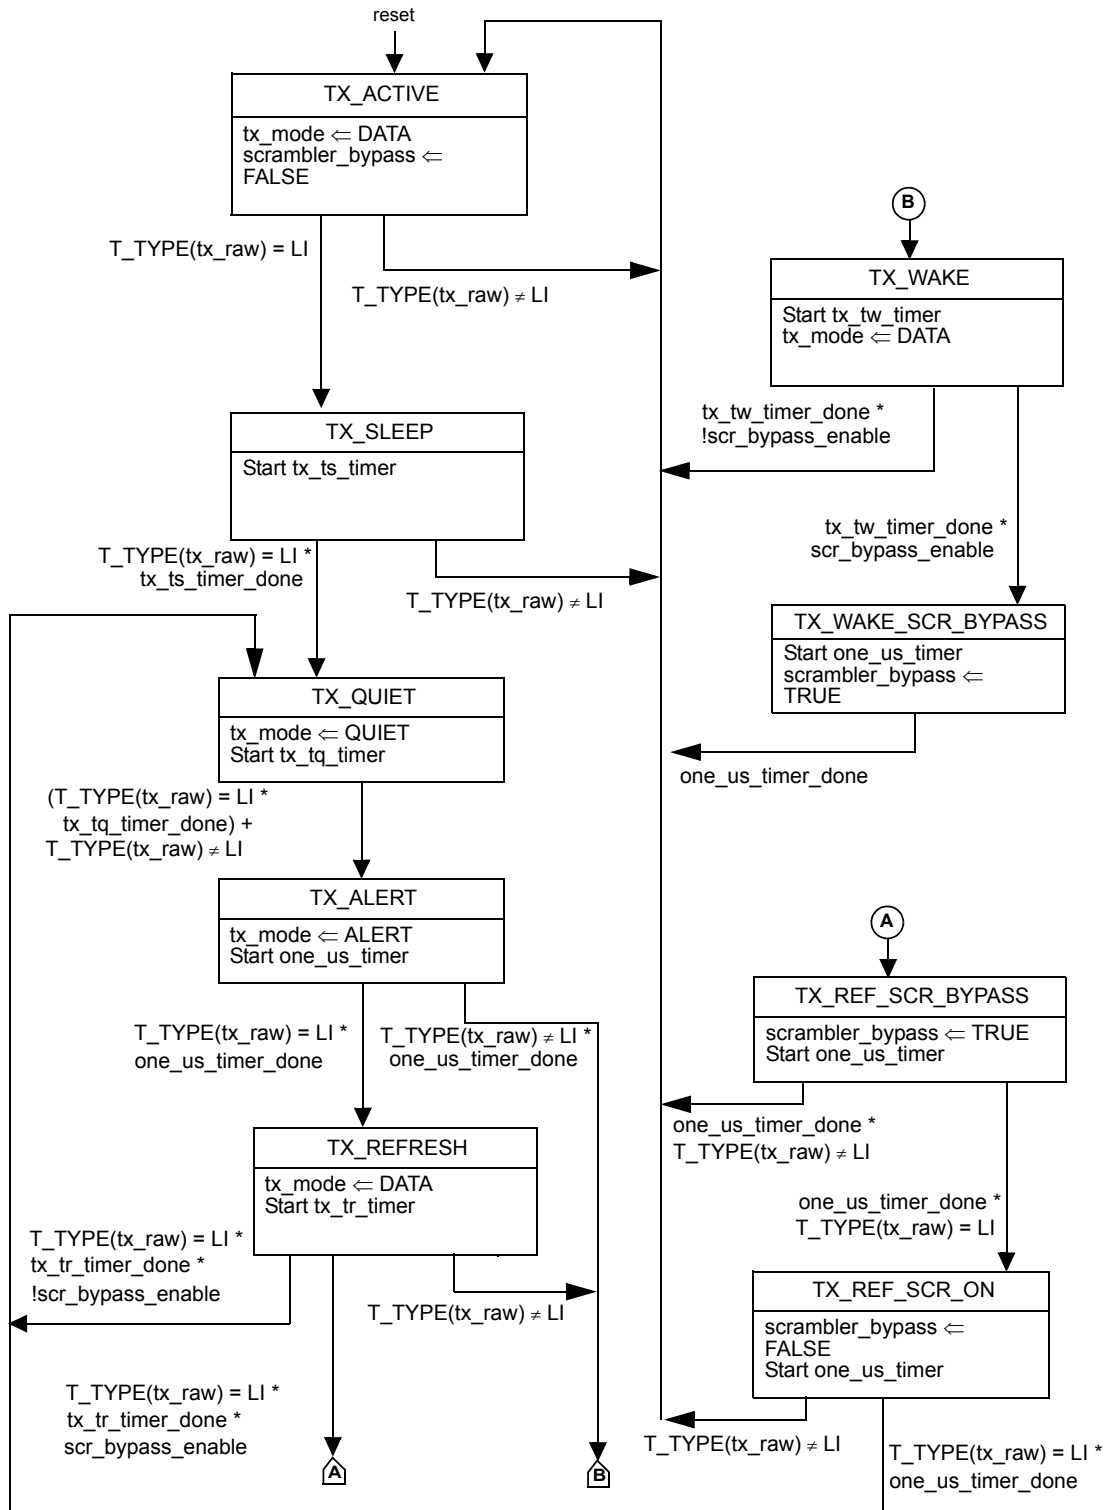 reset
TX_ACTIVE
tx_mode ⇐ DATA
scrambler_bypass ⇐
FALSE
T_TYPE(tx_raw) = LI
T_TYPE(tx_raw) ≠ LI
TX_SLEEP
Start tx_ts_timer
T_TYPE(tx_raw) = LI *
tx_ts_timer_done
T_TYPE(tx_raw) ≠ LI
TX_QUIET
tx_mode ⇐ QUIET
Start tx_tq_timer
(T_TYPE(tx_raw) = LI *
tx_tq_timer_done) +
T_TYPE(tx_raw) ≠ LI
TX_ALERT
tx_mode ⇐ ALERT
Start one_us_timer
T_TYPE(tx_raw) = LI *
one_us_timer_done
T_TYPE(tx_raw) ≠ LI *
one_us_timer_done
TX_REFRESH
tx_mode ⇐ DATA
Start tx_tr_timer
T_TYPE(tx_raw) = LI *
tx_tr_timer_done *
!scr_bypass_enable
T_TYPE(tx_raw) ≠ LI
T_TYPE(tx_raw) = LI *
tx_tr_timer_done *
scr_bypass_enable
A
B
B
TX_WAKE
Start tx_tw_timer
tx_mode ⇐ DATA
tx_tw_timer_done *
!scr_bypass_enable
tx_tw_timer_done *
scr_bypass_enable
TX_WAKE_SCR_BYPASS
Start one_us_timer
scrambler_bypass ⇐
TRUE
one_us_timer_done
A
TX_REF_SCR_BYPASS
scrambler_bypass ⇐ TRUE
Start one_us_timer
one_us_timer_done *
T_TYPE(tx_raw) ≠ LI
one_us_timer_done *
T_TYPE(tx_raw) = LI
TX_REF_SCR_ON
scrambler_bypass ⇐
FALSE
Start one_us_timer
T_TYPE(tx_raw) ≠ LI
T_TYPE(tx_raw) = LI *
one_us_timer_done